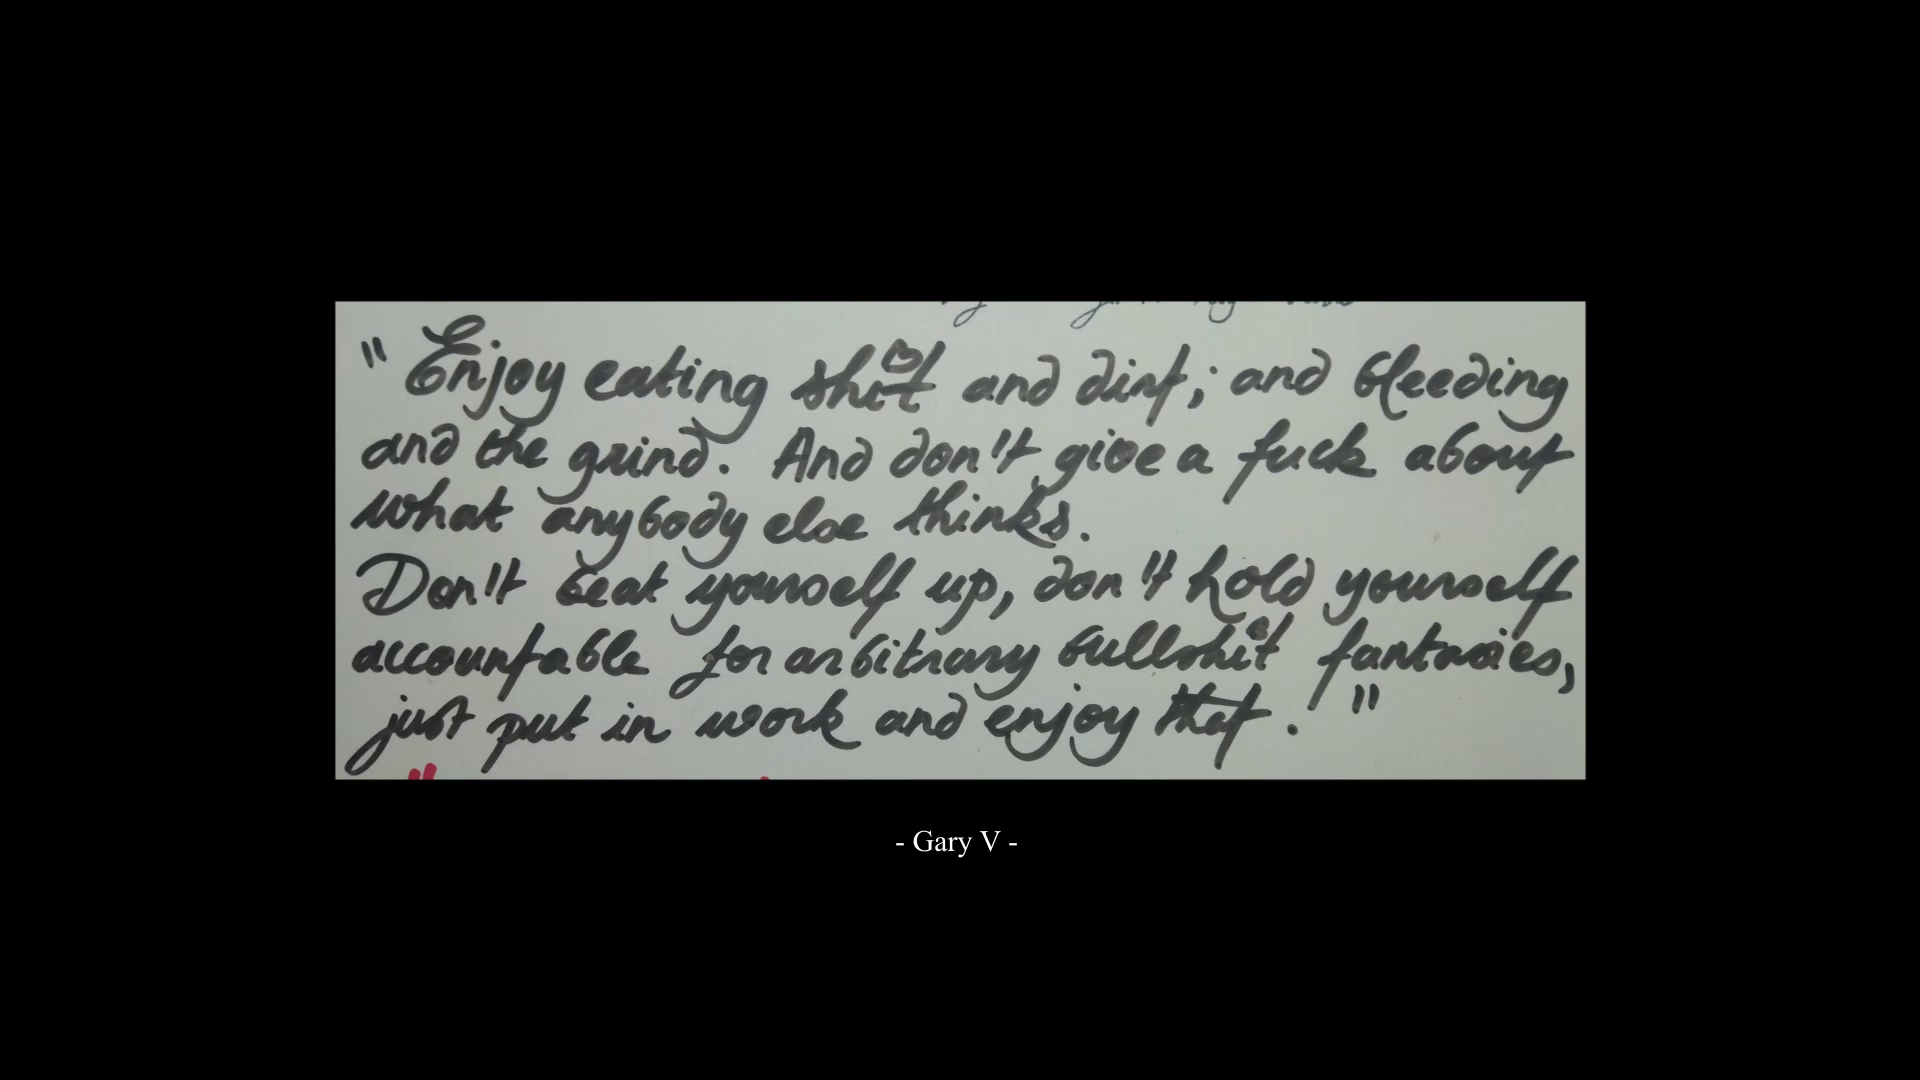 "Enjoy eating shit and dirt; and bleeding
and the grind. And don't give a fuck about
what anybody else thinks.
Don't beat yourself up, don't hold yourself
accountable for arbitrary bullshit fantasies,
just put in work and enjoy that."
- Gary V -